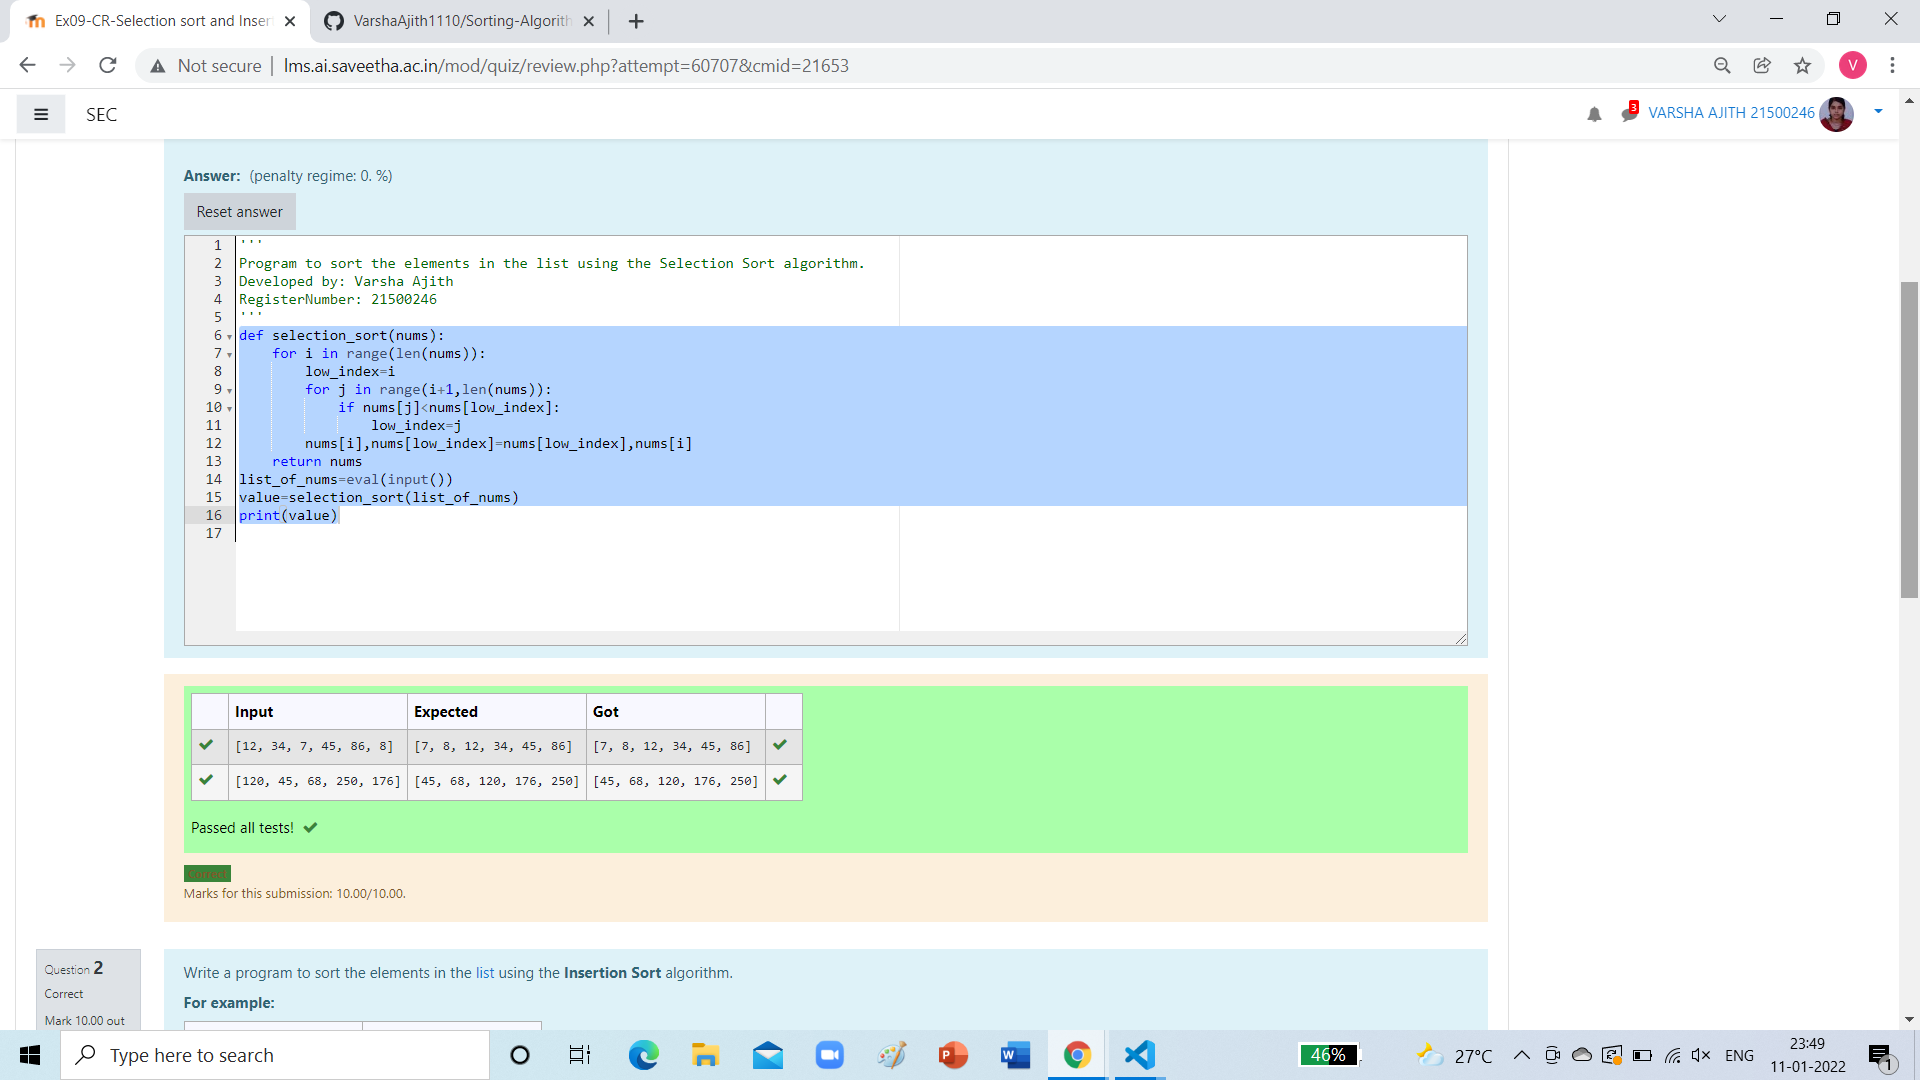 Ex09-CR-Selection sort and Inser
VarshaAjith1110/Sorting-Algorith
Not secure | lms.ai.saveetha.ac.in/mod/quiz/review.php?attempt=60707&cmid=21653
V
SEC
3
VARSHA AJITH 21500246
Answer: (penalty regime: 0. %)
Reset answer
1 '''
2 Program to sort the elements in the list using the Selection Sort algorithm.
3 Developed by: Varsha Ajith
4 RegisterNumber: 21500246
5 '''
6 def selection_sort(nums):
7     for i in range(len(nums)):
8         low_index=i
9         for j in range(i+1,len(nums)):
10             if nums[j]<nums[low_index]:
11                 low_index=j
12         nums[i],nums[low_index]=nums[low_index],nums[i]
13     return nums
14 list_of_nums=eval(input())
15 value=selection_sort(list_of_nums)
16 print(value)
17
Input Expected Got
[12, 34, 7, 45, 86, 8] [7, 8, 12, 34, 45, 86] [7, 8, 12, 34, 45, 86]
[120, 45, 68, 250, 176] [45, 68, 120, 176, 250] [45, 68, 120, 176, 250]
Passed all tests!
Correct
Marks for this submission: 10.00/10.00.
Question 2
Correct
Mark 10.00 out
Write a program to sort the elements in the list using the Insertion Sort algorithm.
For example:
Type here to search
46%
27°C
ENG
23:49
11-01-2022
1